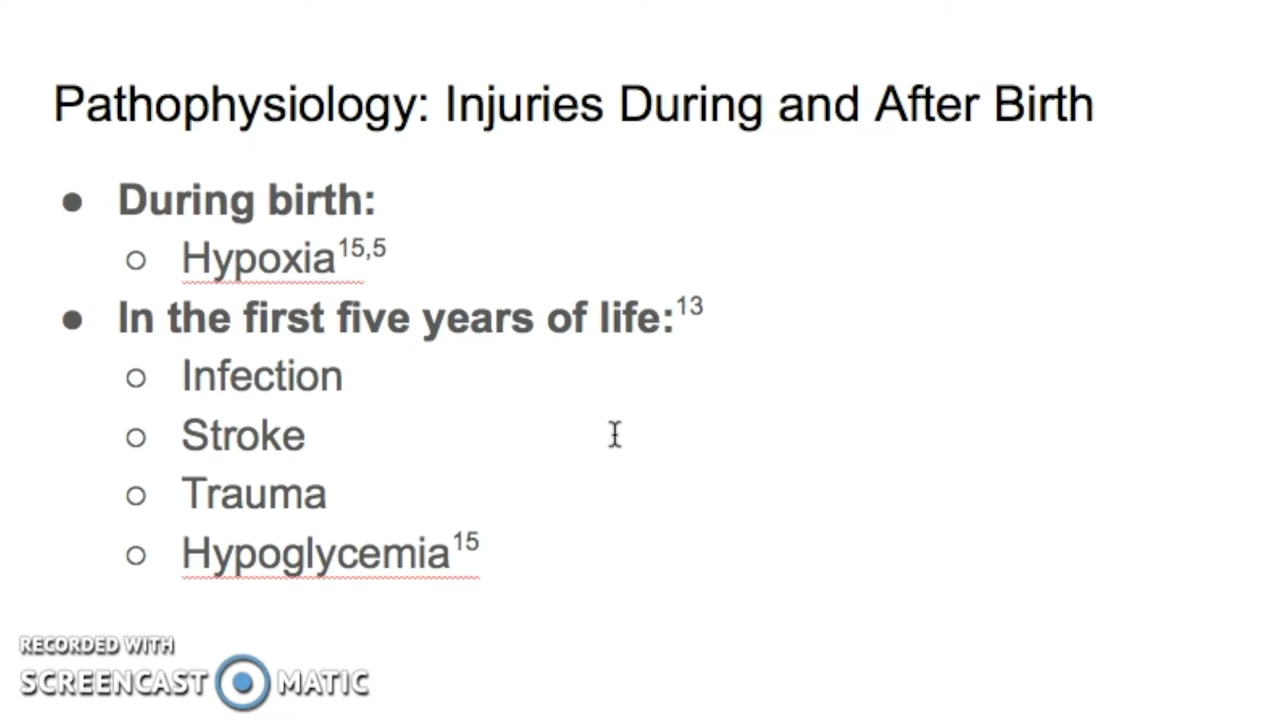 Pathophysiology: Injuries During and After Birth
● During birth:
○ Hypoxia15,5
● In the first five years of life:13
○ Infection
○ Stroke
○ Trauma
○ Hypoglycemia15
RECORDED WITH
SCREENCAST MATIC